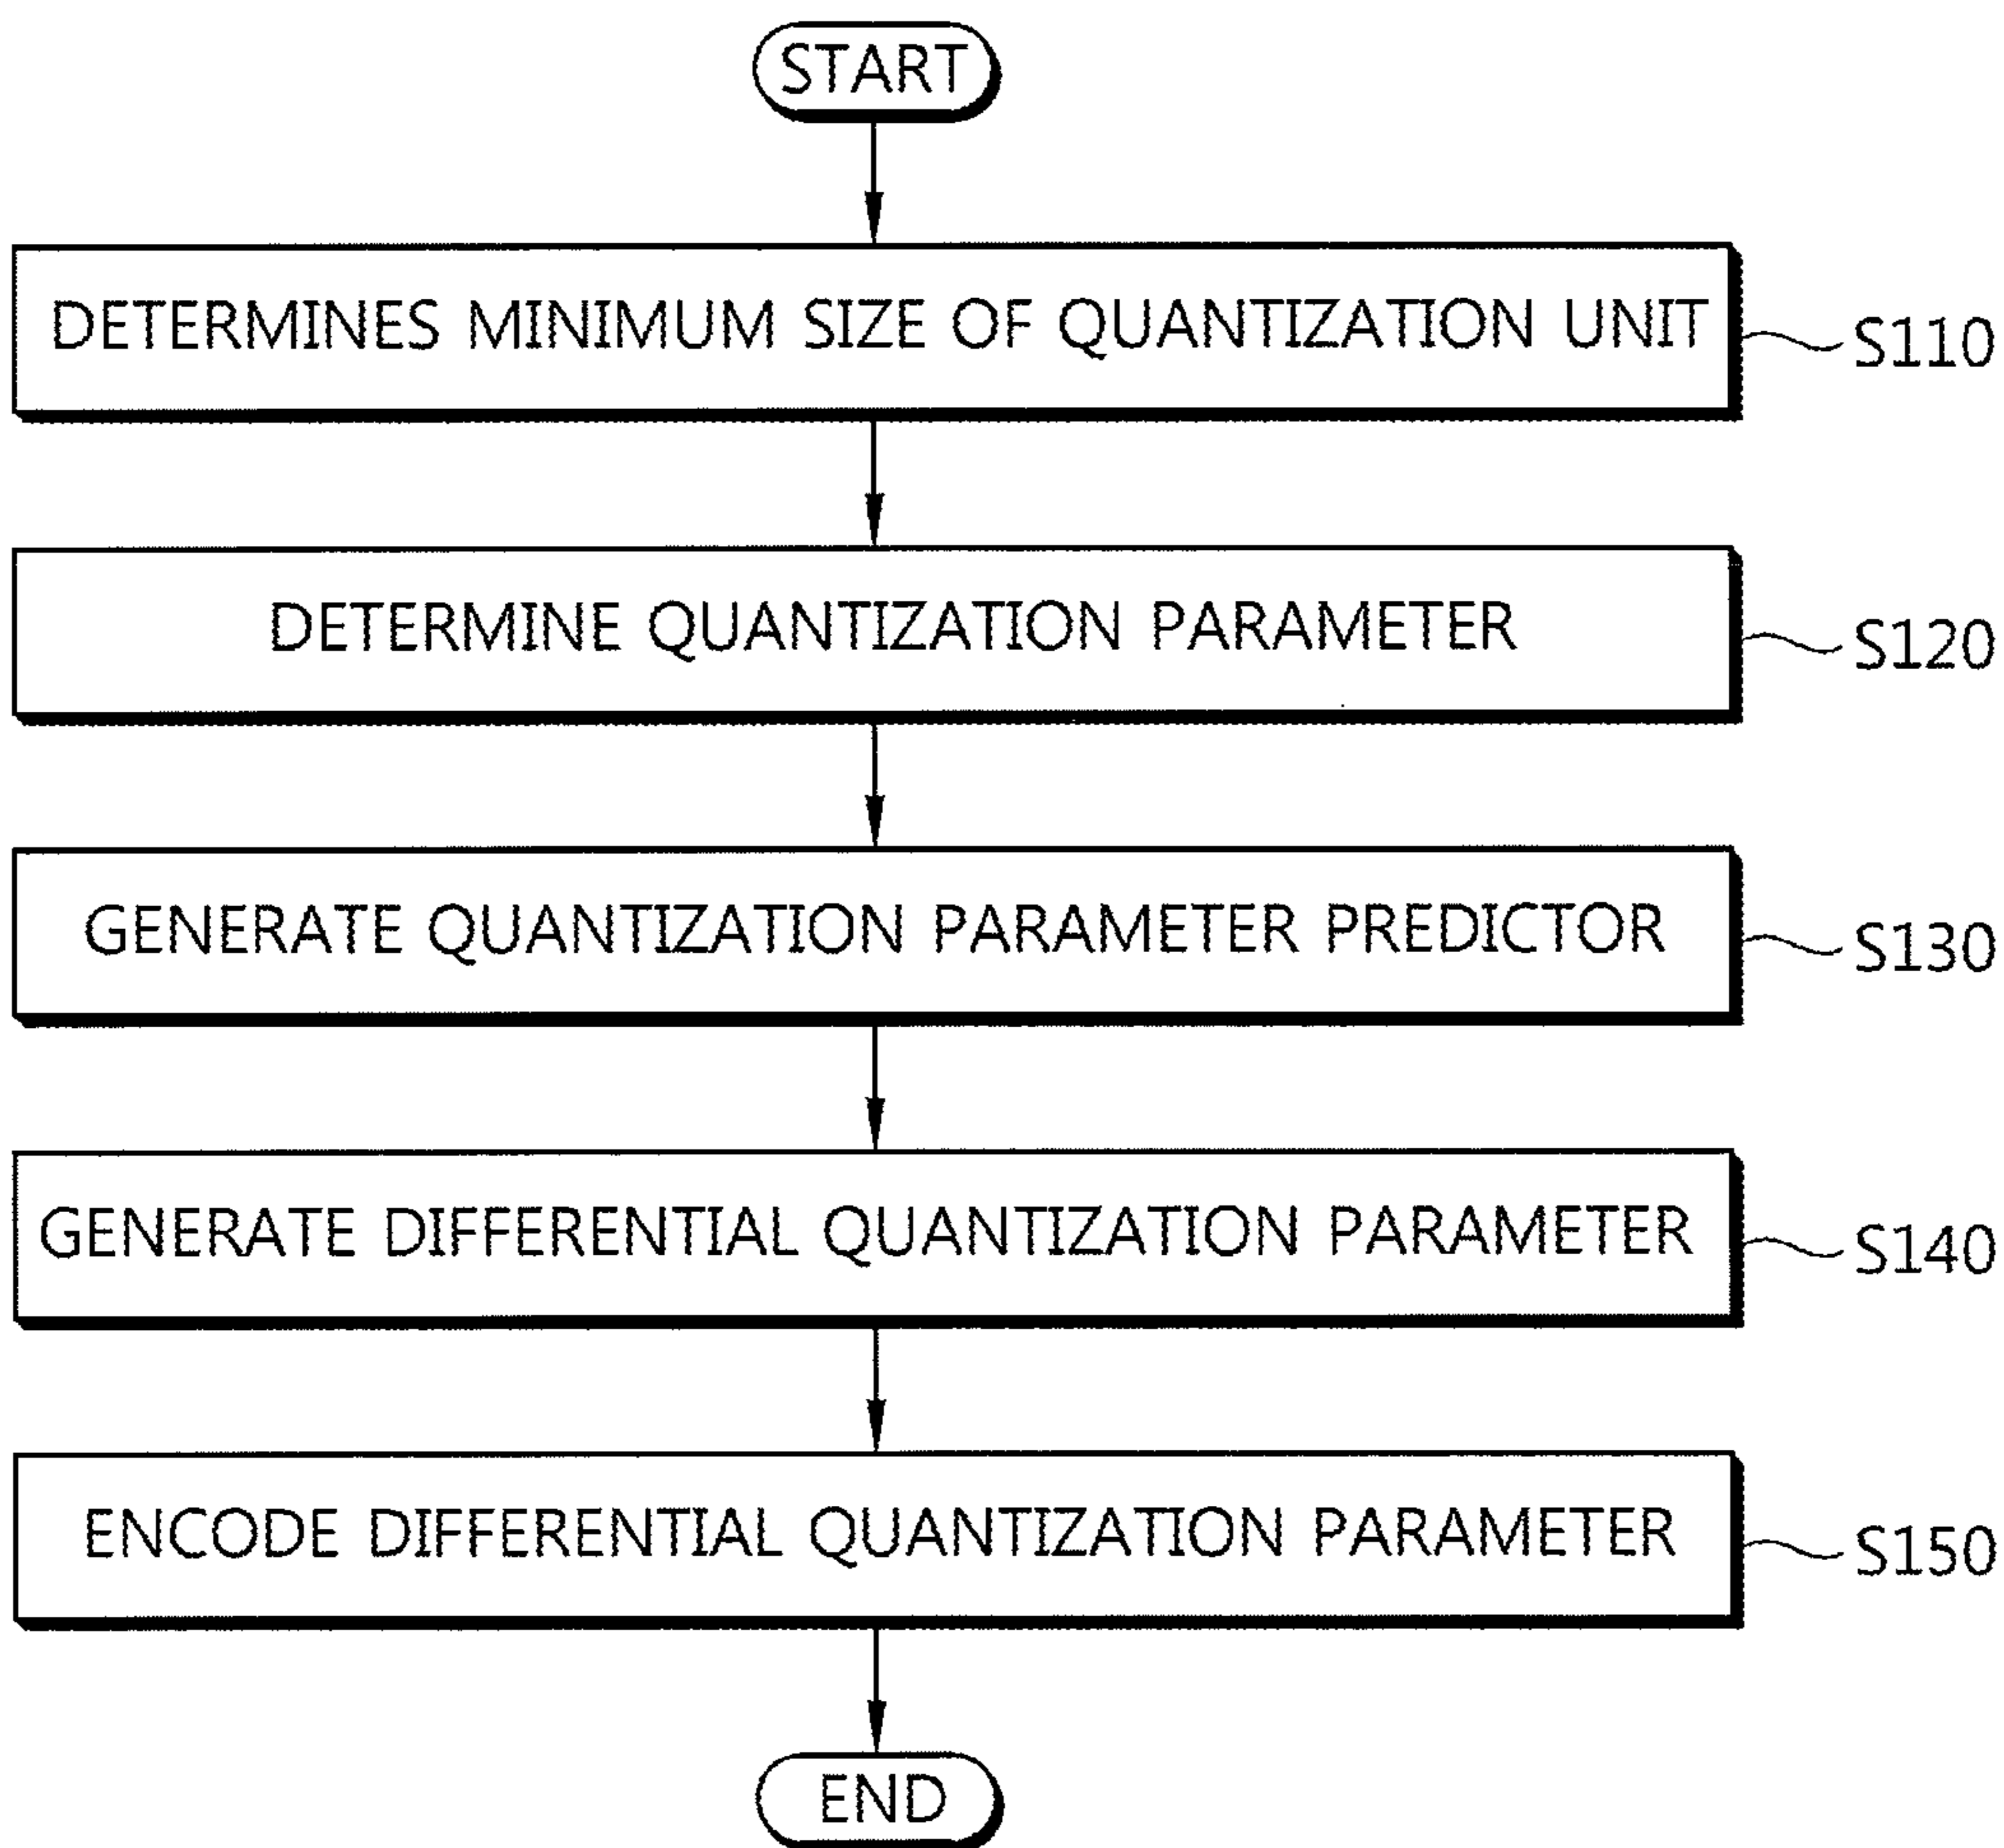 START
DETERMINES MINIMUM SIZE OF QUANTIZATION UNIT
S110
DETERMINE QUANTIZATION PARAMETER
S120
GENERATE QUANTIZATION PARAMETER PREDICTOR
S130
GENERATE DIFFERENTIAL QUANTIZATION PARAMETER
S140
ENCODE DIFFERENTIAL QUANTIZATION PARAMETER
S150
END